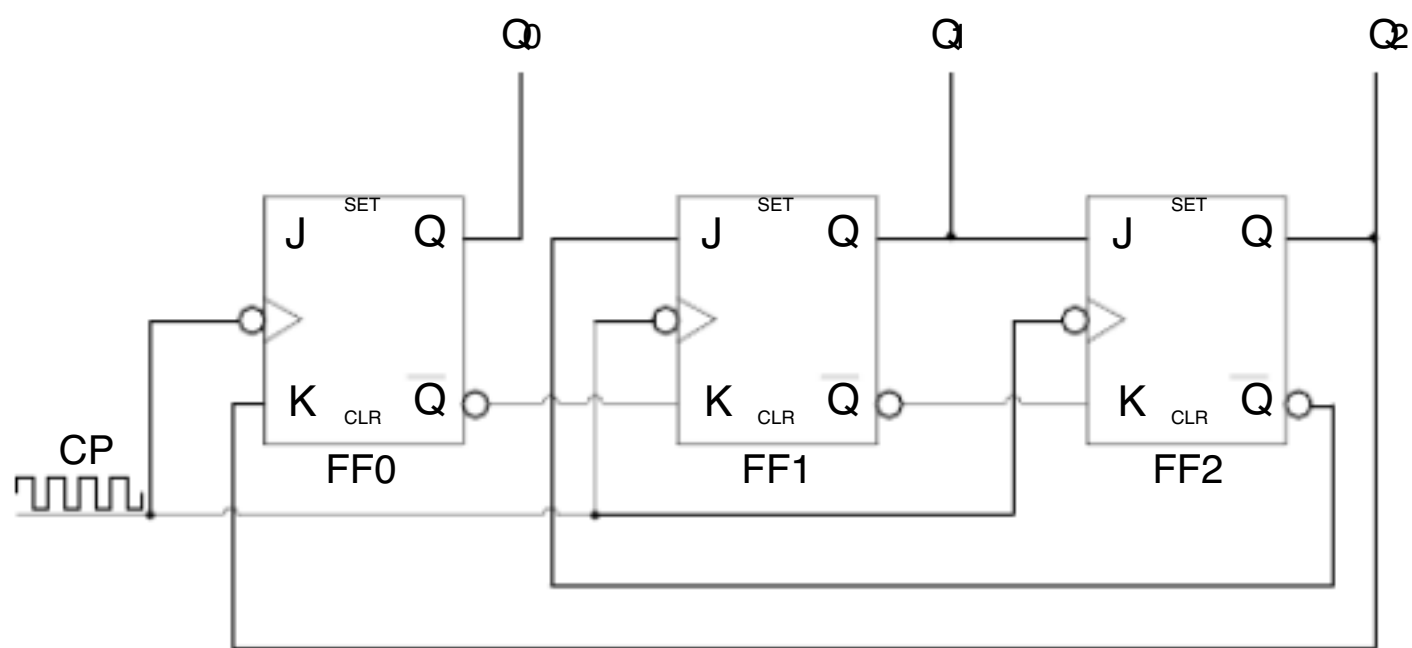 Q0 Q1 Q2
SET SET SET
J Q J Q J Q
K Q̅ K Q̅ K Q̅
CLR CLR CLR
CP FF0 FF1 FF2